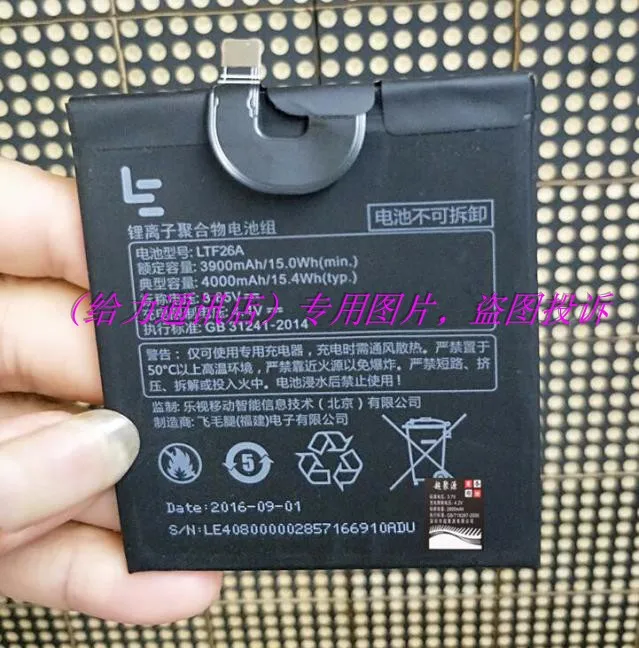 LE
锂离子聚合物电池组
电池不可拆卸
电池型号: LTF26A
额定容量: 3900mAh/15.0Wh(min.)
典型容量: 4000mAh/15.4Wh(typ.)
(给力通讯店)专用图片,盗图投诉
执行标准: GB 31241-2014
警告: 仅可使用专用充电器,充电时需通风散热。严禁置于
50°C以上高温环境,严禁靠近火源以免爆炸。严禁短路、挤
压、拆解或投入火中。电池浸水后禁用!
监制: 乐视移动智能信息技术(北京)有限公司
制造商: 飞毛腿(福建)电子有限公司
5
Date: 2016-09-01
S/N: LE4080000028571669​10ADU
超聚源